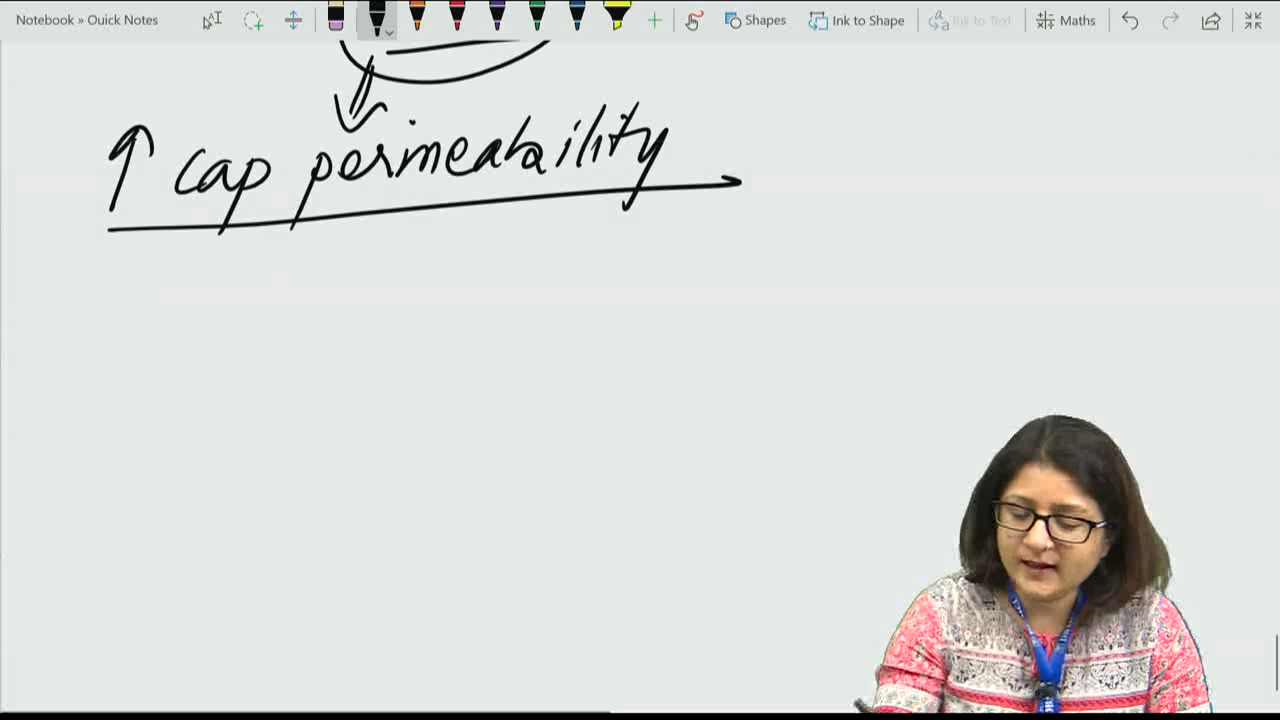 Notebook » Quick Notes
Shapes
Ink to Shape
Ink to Text
Maths
↑ cap permeability